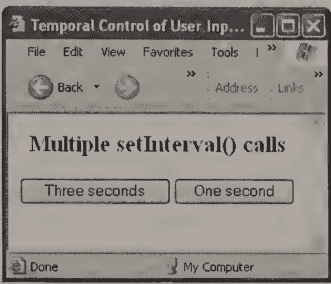 Temporal Control of User Inp...
File Edit View Favorites Tools »
Back » Address Links
Multiple setInterval() calls
Three seconds One second
Done My Computer